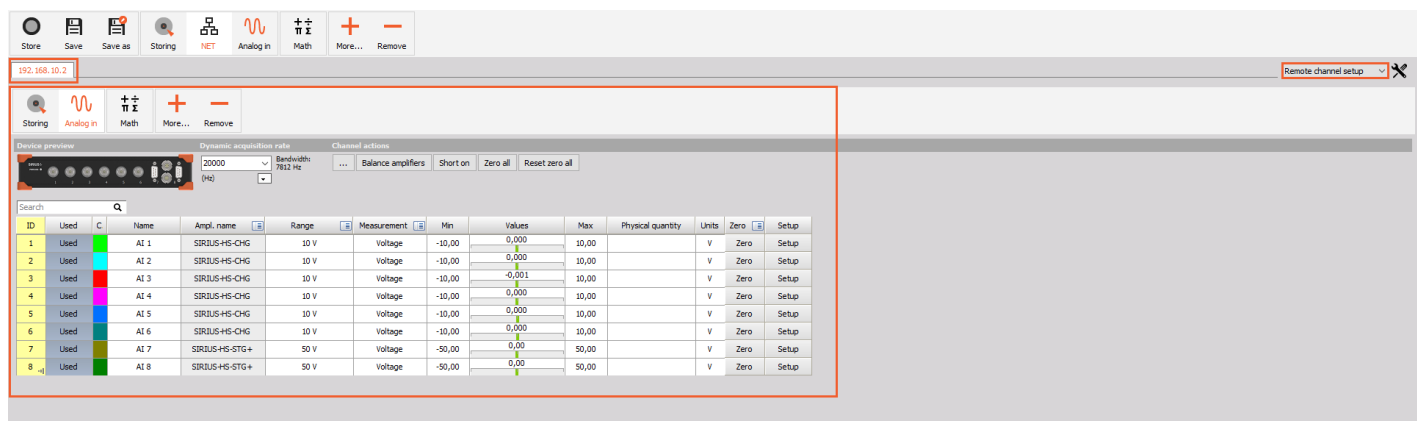 Store Save Save as Storing NET Analog in Math More... Remove
192.168.10.2 Remote channel setup
Storing Analog in Math More... Remove
Device preview Dynamic acquisition rate Channel actions
20000 Bandwidth: ... Balance amplifiers Short on Zero all Reset zero all
7812 Hz
(Hz)
Search
ID Used C Name Ampl. name Range Measurement Min Values Max Physical quantity Units Zero Setup
1 Used AI 1 SIRIUS-HS-CHG 10 V Voltage -10,00 0,000 10,00 V Zero Setup
2 Used AI 2 SIRIUS-HS-CHG 10 V Voltage -10,00 0,000 10,00 V Zero Setup
3 Used AI 3 SIRIUS-HS-CHG 10 V Voltage -10,00 -0,001 10,00 V Zero Setup
4 Used AI 4 SIRIUS-HS-CHG 10 V Voltage -10,00 0,000 10,00 V Zero Setup
5 Used AI 5 SIRIUS-HS-CHG 10 V Voltage -10,00 0,000 10,00 V Zero Setup
6 Used AI 6 SIRIUS-HS-CHG 10 V Voltage -10,00 0,000 10,00 V Zero Setup
7 Used AI 7 SIRIUS-HS-STG+ 50 V Voltage -50,00 0,00 50,00 V Zero Setup
8 Used AI 8 SIRIUS-HS-STG+ 50 V Voltage -50,00 0,00 50,00 V Zero Setup